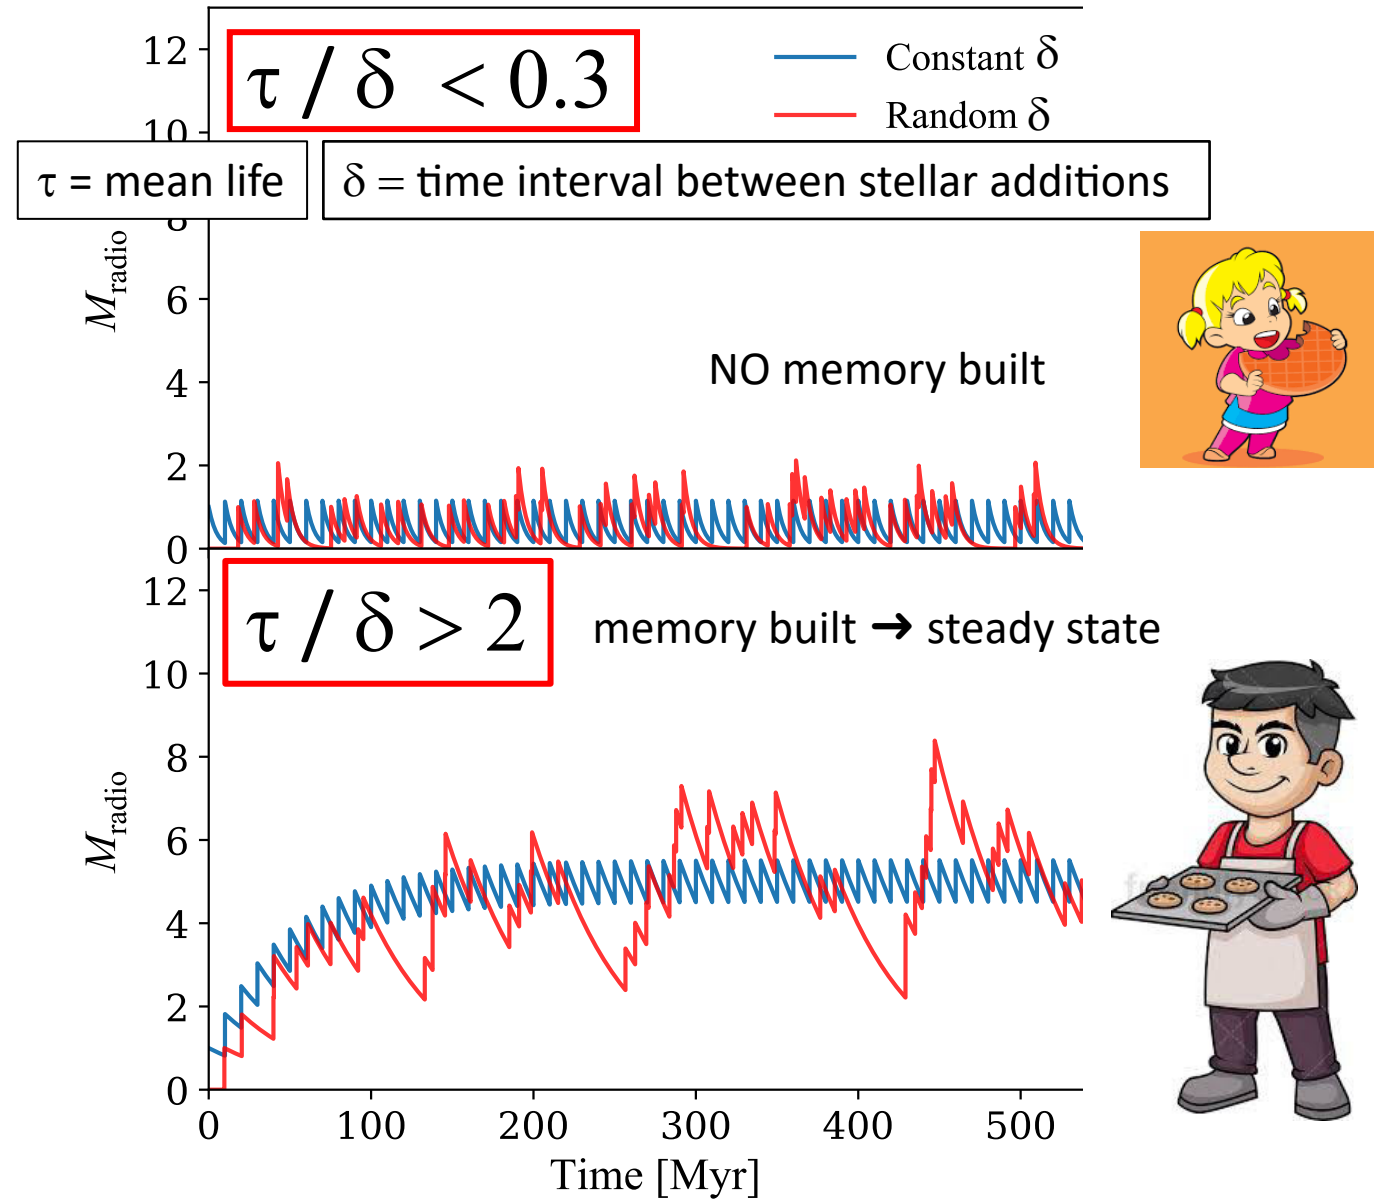 12
τ / δ < 0.3
Constant δ
Random δ
10
τ = mean life
δ = time interval between stellar additions
8
M_radio
6
NO memory built
4
2
0
12
τ / δ > 2
memory built → steady state
10
8
M_radio
6
4
2
0
0 100 200 300 400 500
Time [Myr]